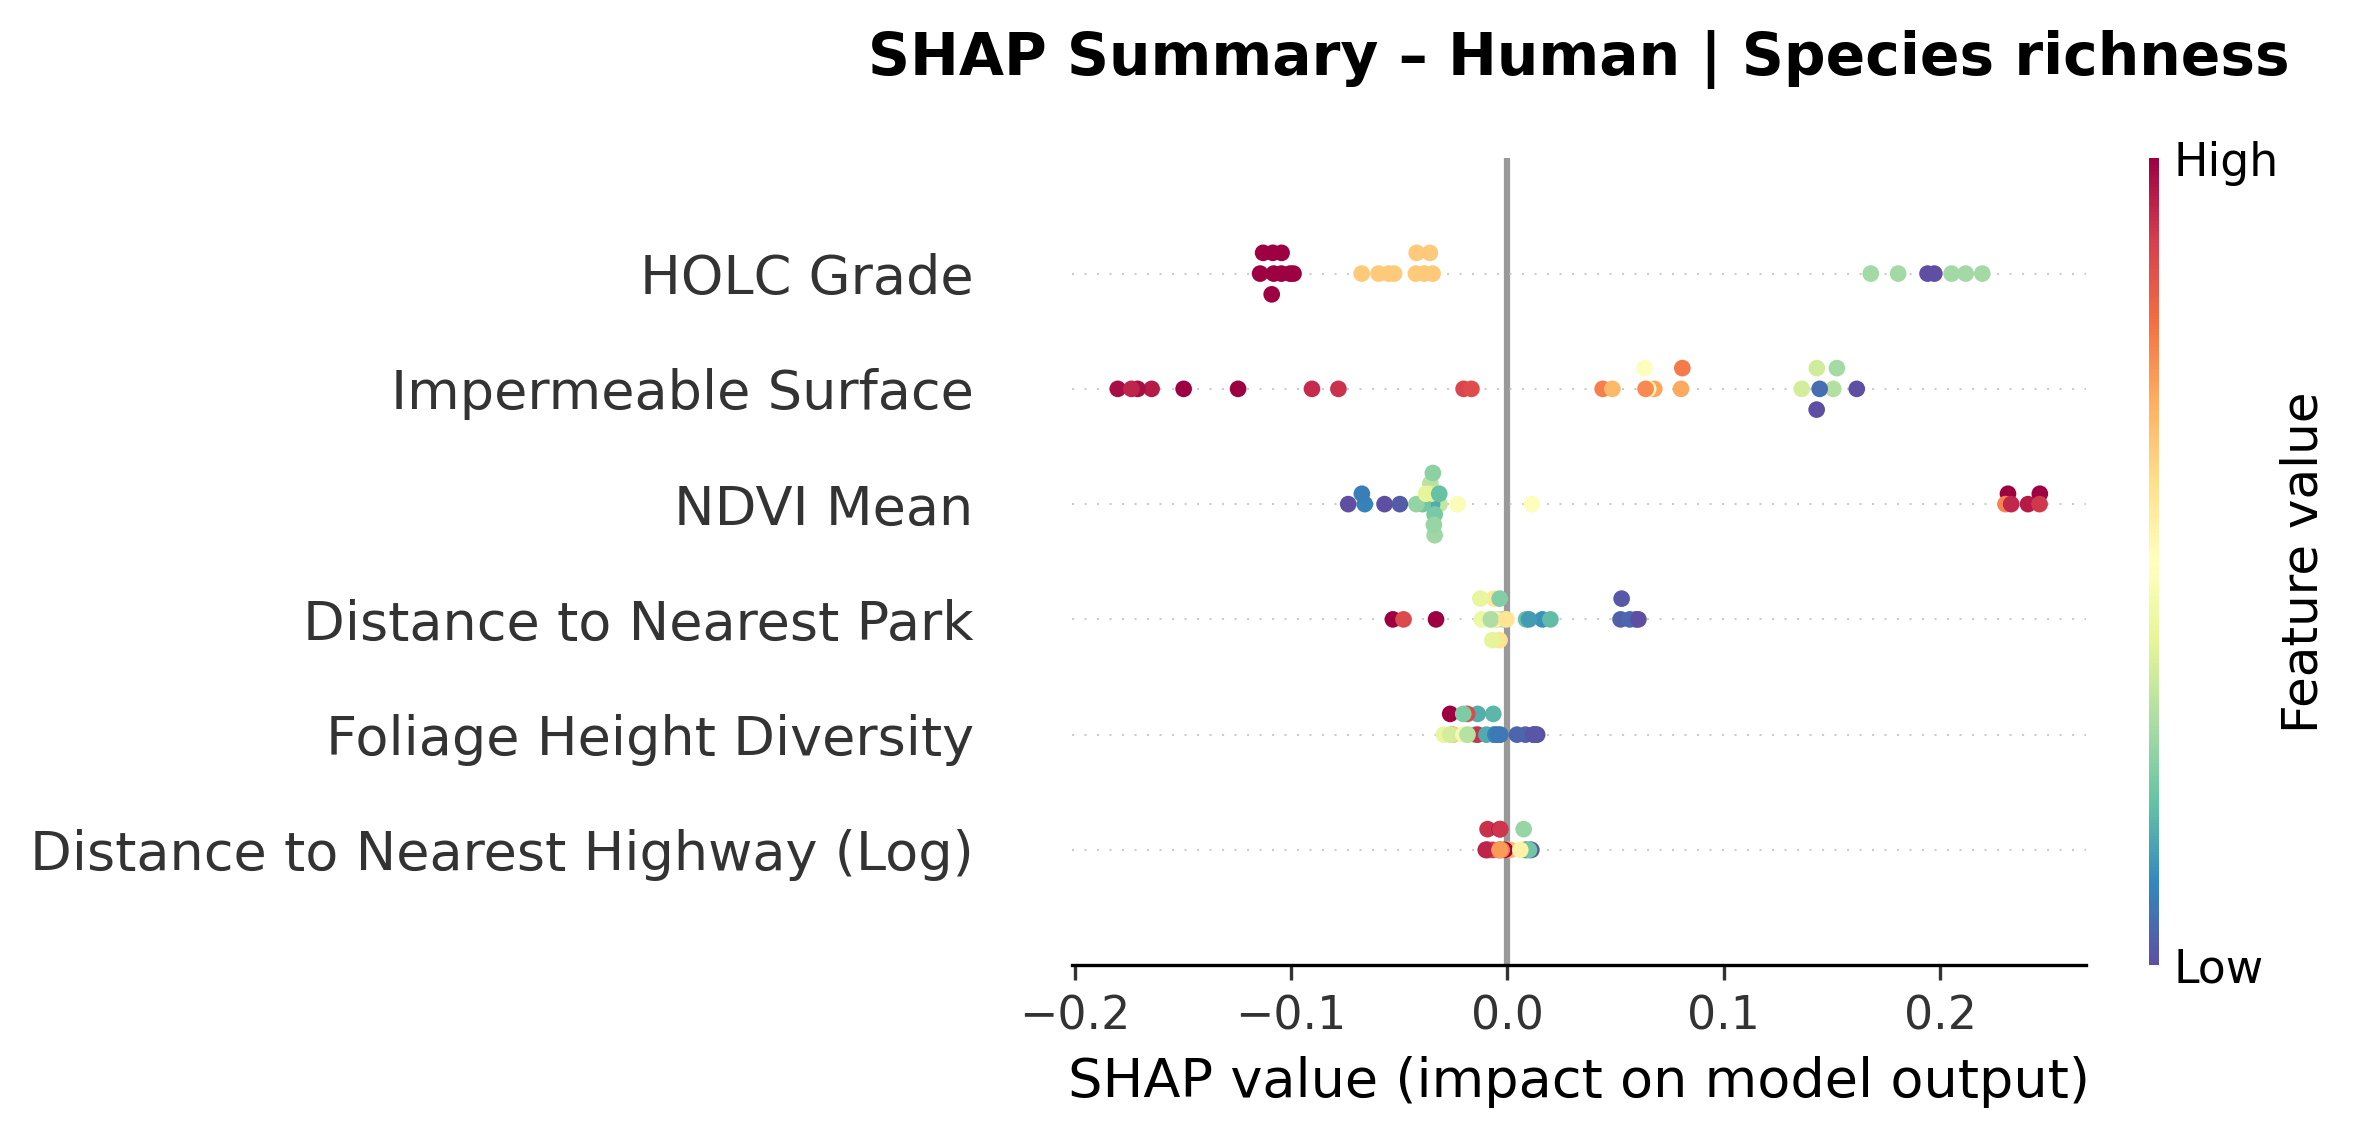 SHAP Summary – Human | Species richness
High
HOLC Grade
Impermeable Surface
NDVI Mean
Distance to Nearest Park
Foliage Height Diversity
Distance to Nearest Highway (Log)
Feature value
Low
−0.2 −0.1 0.0 0.1 0.2
SHAP value (impact on model output)